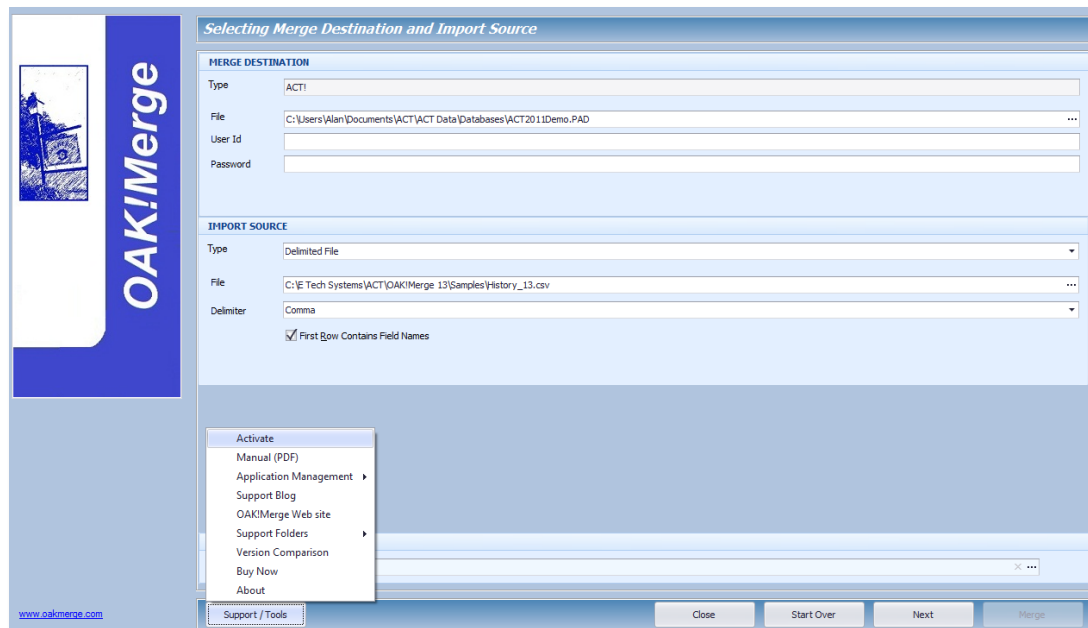 OAK!Merge
Selecting Merge Destination and Import Source
MERGE DESTINATION
Type ACT!
File C:\Users\Alan\Documents\ACT\ACT Data\Databases\ACT2011Demo.PAD ...
User Id
Password
IMPORT SOURCE
Type Delimited File
File C:\E Tech Systems\ACT\OAK!Merge 13\Samples\History_13.csv ...
Delimiter Comma
First Row Contains Field Names
Activate
Manual (PDF)
Application Management
Support Blog
OAK!Merge Web site
Support Folders
Version Comparison
Buy Now
About
www.oakmerge.com
Support / Tools Close Start Over Next Merge